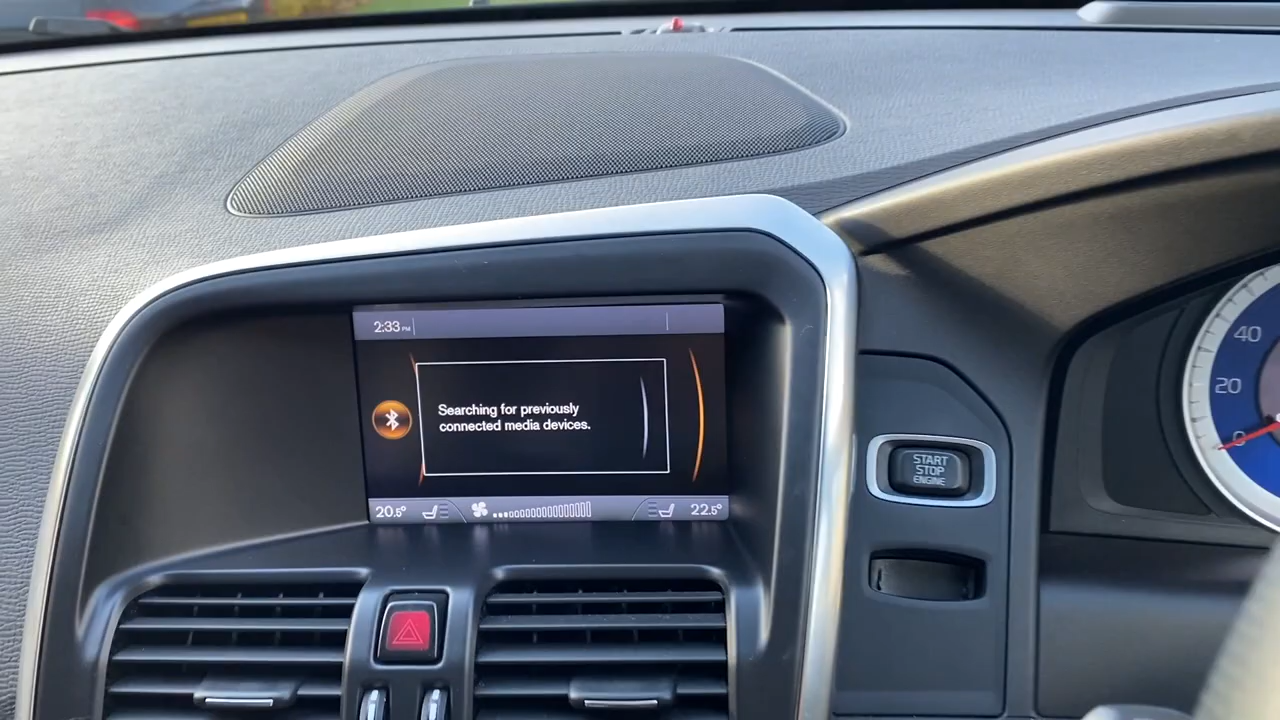 2:33 PM
Searching for previously
connected media devices.
20.5°
22.5°
START
STOP
ENGINE
40
20
0